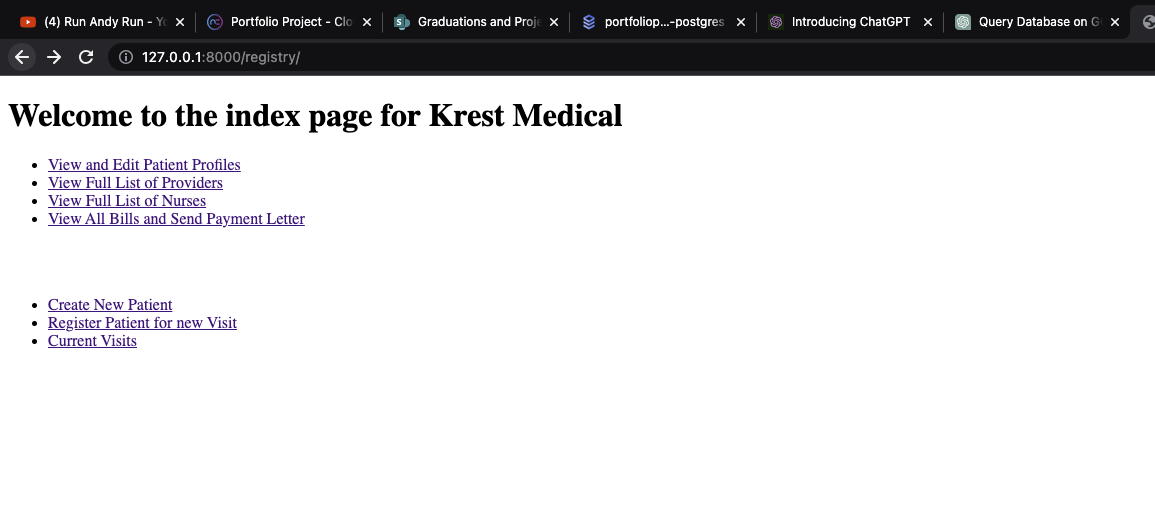 (4) Run Andy Run - Y
Portfolio Project - Clo
Graduations and Proje
portfoliop...-postgres
Introducing ChatGPT
Query Database on G
127.0.0.1:8000/registry/
Welcome to the index page for Krest Medical
View and Edit Patient Profiles
View Full List of Providers
View Full List of Nurses
View All Bills and Send Payment Letter
Create New Patient
Register Patient for new Visit
Current Visits